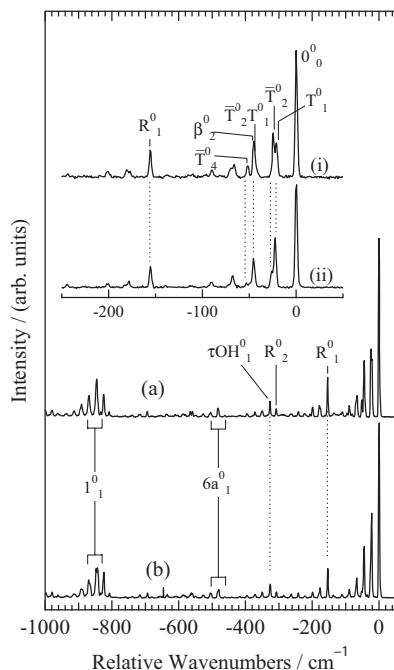 0⁰₀
T̅⁰₂
T̅⁰₂T⁰₁
T⁰₁
R⁰₁
β⁰₂
T̅⁰₄
(i)
(ii)
-200 -100 0
τOH⁰₁ R⁰₂ R⁰₁
(a)
1⁰₁
6a⁰₁
(b)
-1000 -800 -600 -400 -200 0
Relative Wavenumbers / cm⁻¹
Intensity / (arb. units)